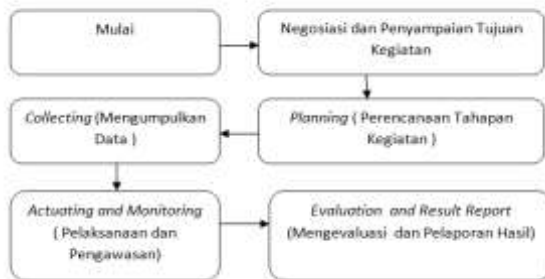 Mulai
Negosiasi dan Penyampaian Tujuan
Kegiatan
Planning ( Perencanaan Tahapan
Kegiatan )
Collecting (Mengumpulkan
Data )
Actuating and Monitoring
( Pelaksanaan dan
Pengawasan)
Evaluation and Result Report
(Mengevaluasi dan Pelaporan Hasil)